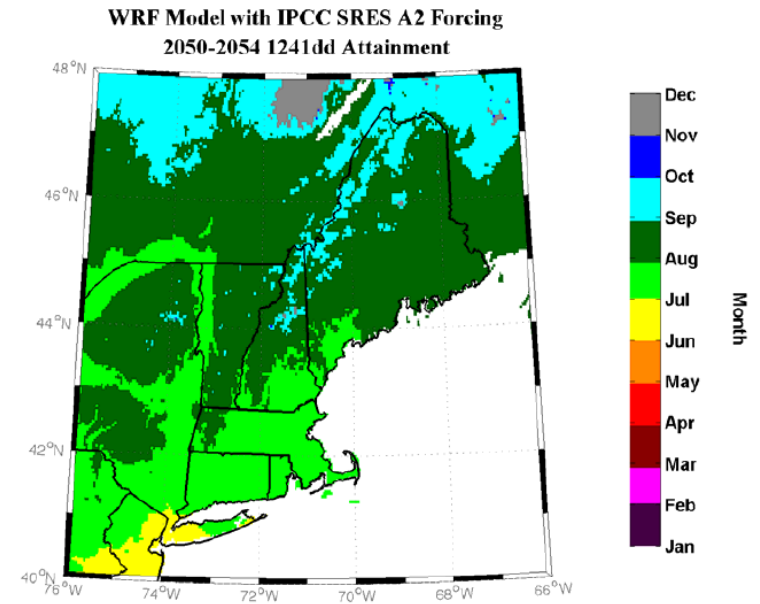 WRF Model with IPCC SRES A2 Forcing
2050-2054 1241dd Attainment
48°N
46°N
44°N
42°N
40°N
76°W
74°W
72°W
70°W
68°W
66°W
Dec
Nov
Oct
Sep
Aug
Jul
Jun
May
Apr
Mar
Feb
Jan
Month